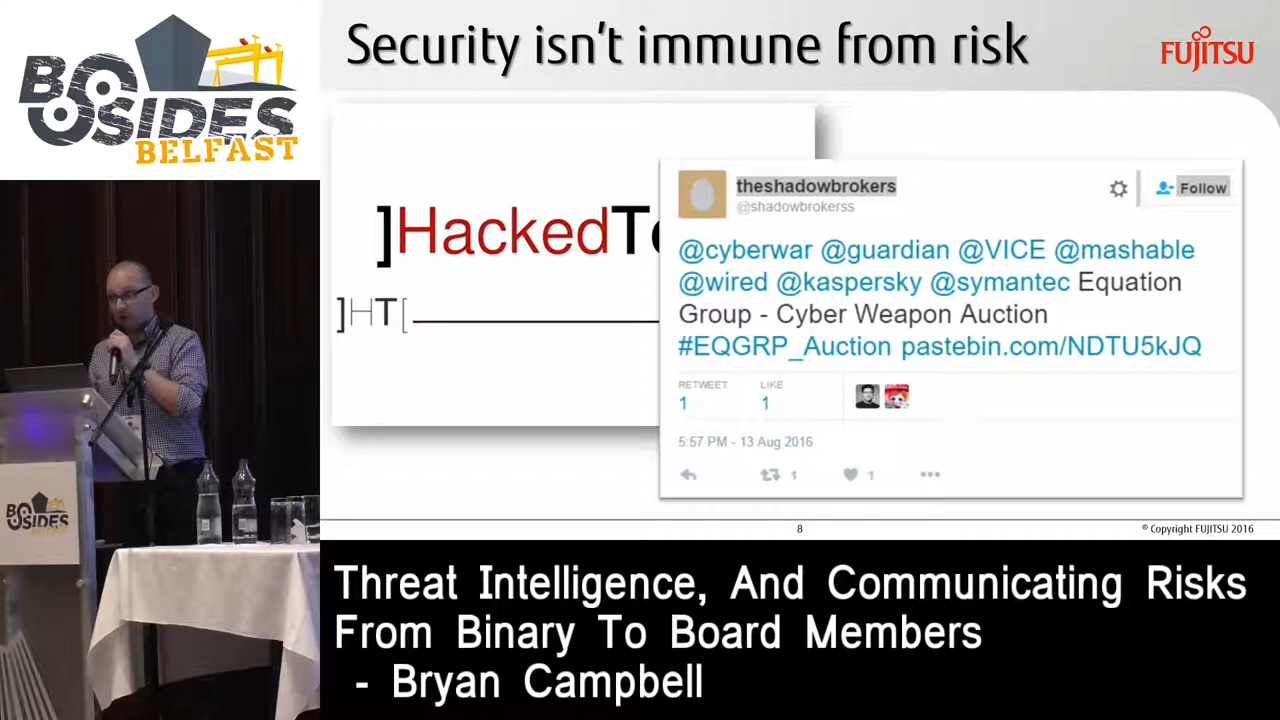 BSIDES
BELFAST
Security isn't immune from risk
FUJITSU
]HackedTe
]HT[
theshadowbrokers
@shadowbrokerss
Follow
@cyberwar @guardian @VICE @mashable
@wired @kaspersky @symantec Equation
Group - Cyber Weapon Auction
#EQGRP_Auction pastebin.com/NDTU5kJQ
RETWEET LIKE
1 1
5:57 PM - 13 Aug 2016
1 1
8
© Copyright FUJITSU 2016
BSIDES
BELFAST
Threat Intelligence, And Communicating Risks
From Binary To Board Members
- Bryan Campbell